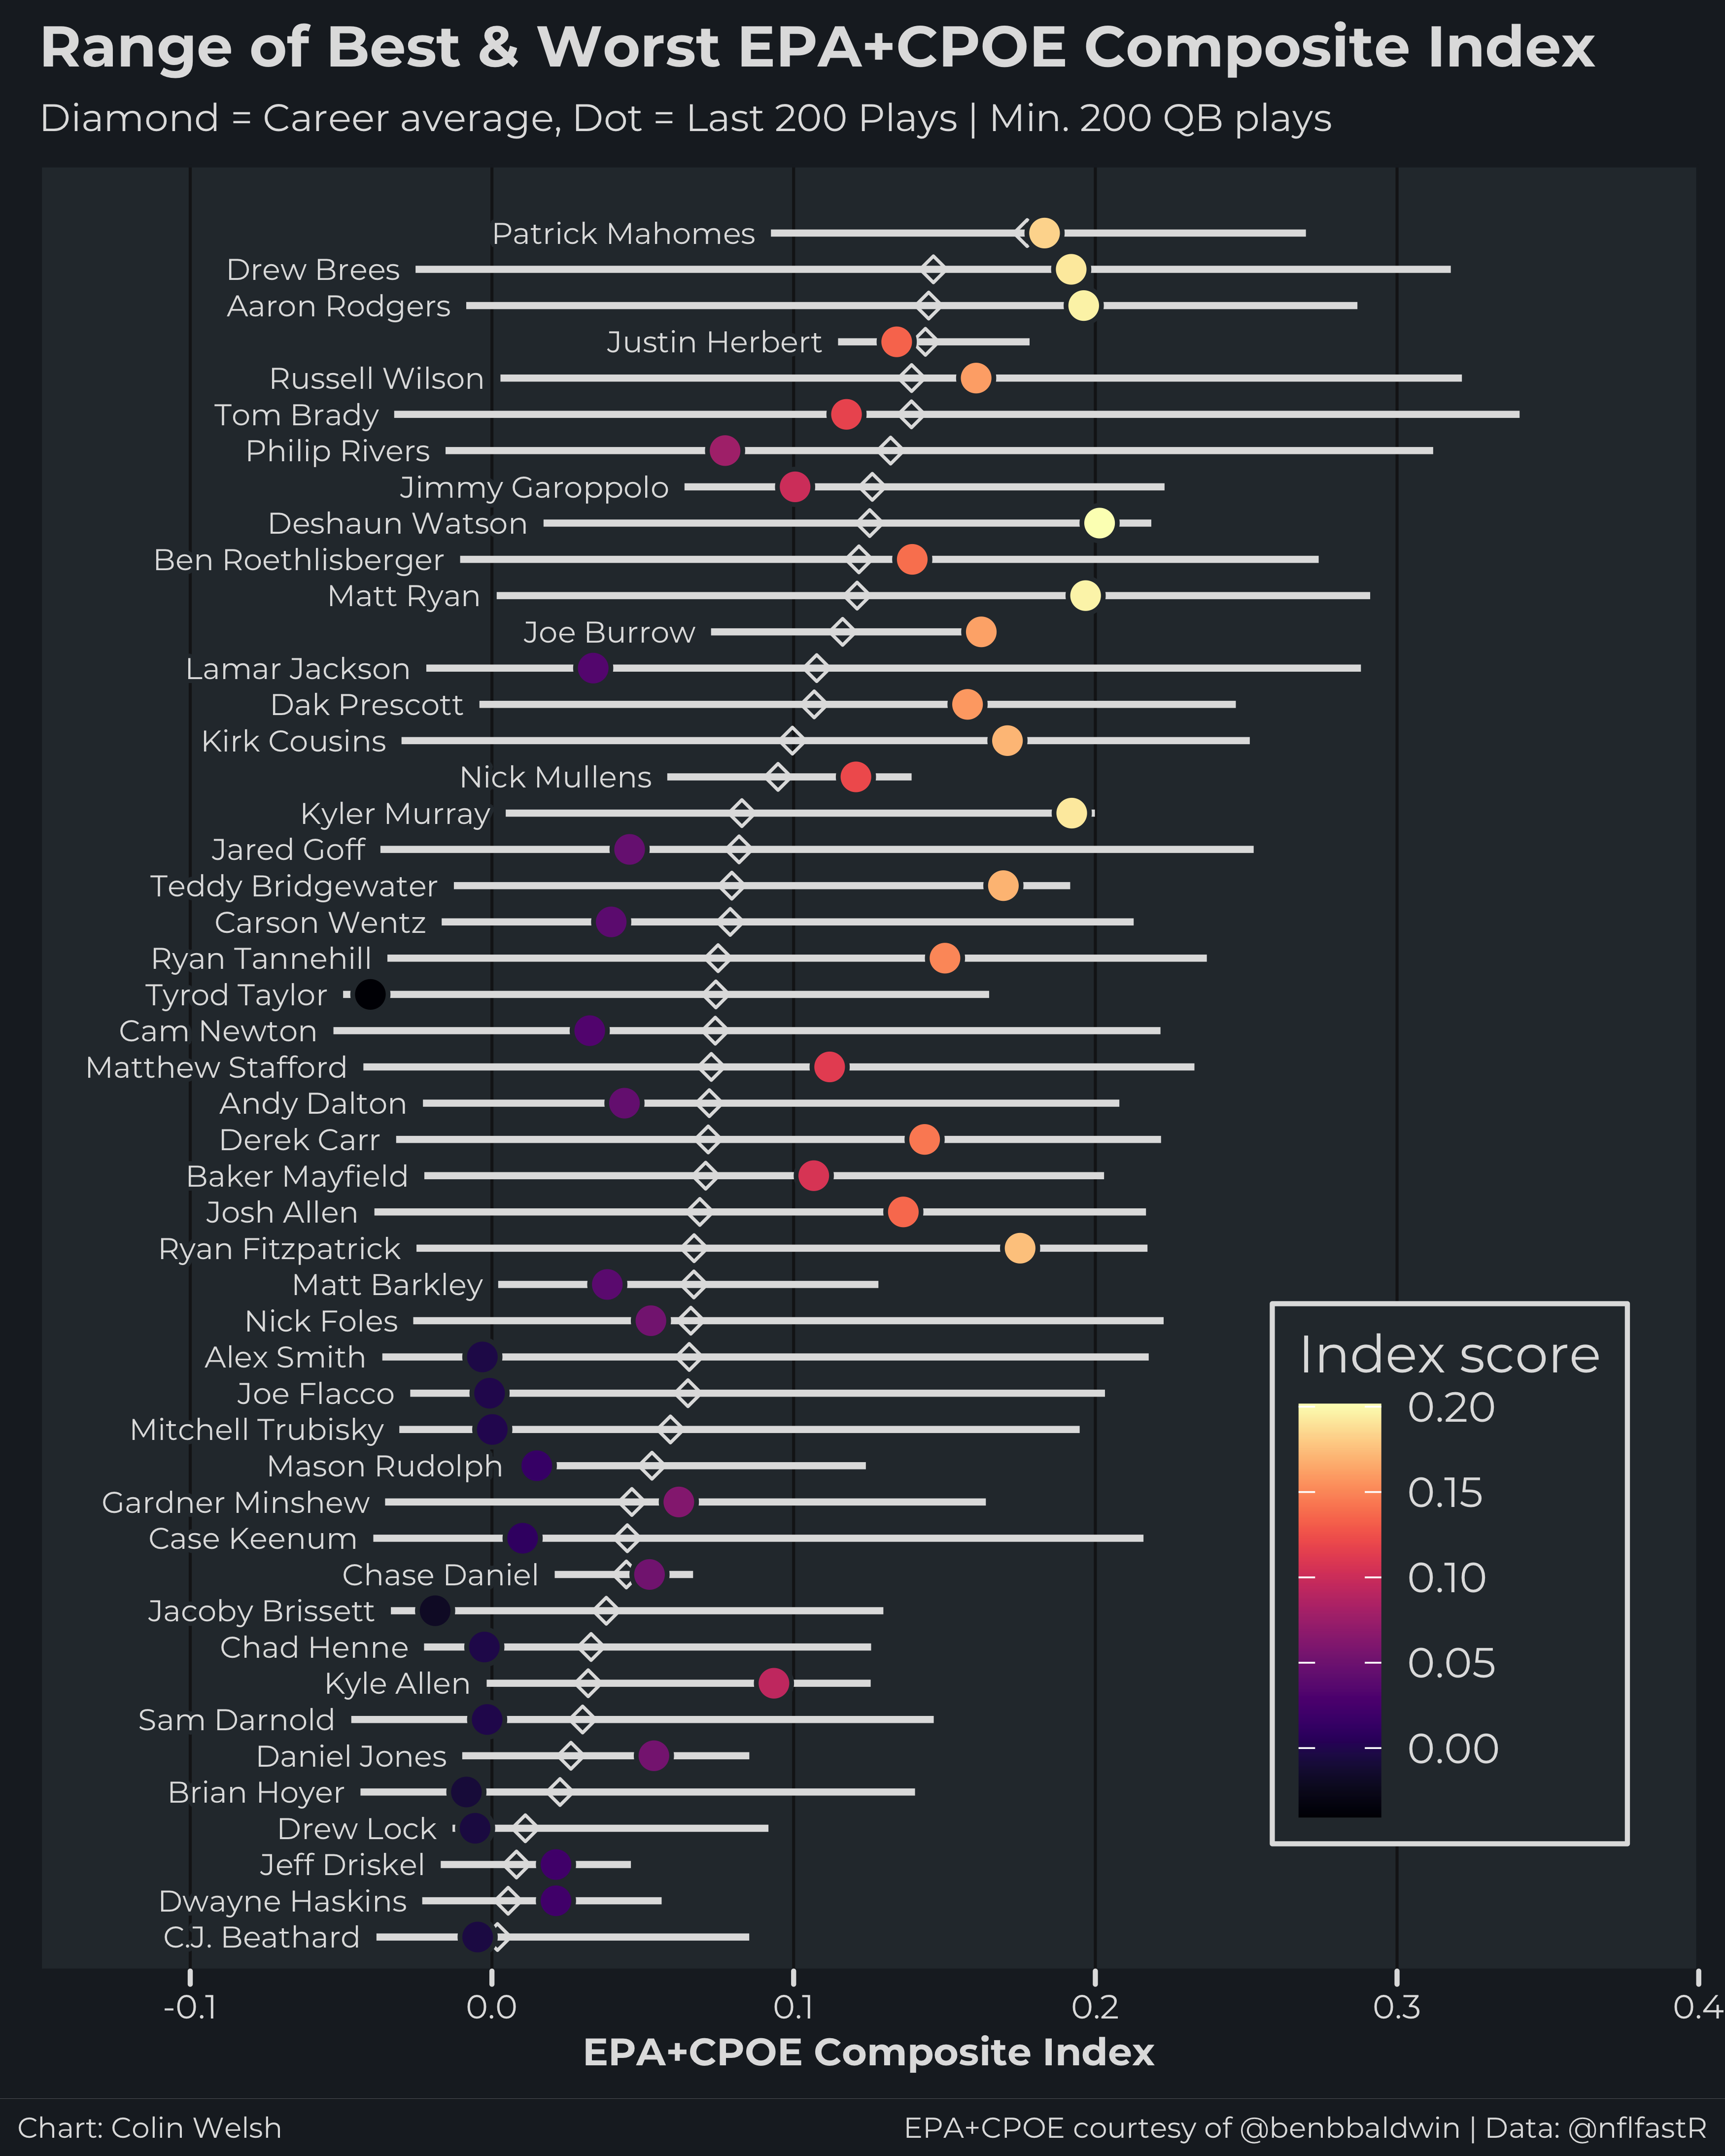 Range of Best & Worst EPA+CPOE Composite Index
Diamond = Career average, Dot = Last 200 Plays | Min. 200 QB plays
Patrick Mahomes
Drew Brees
Aaron Rodgers
Justin Herbert
Russell Wilson
Tom Brady
Philip Rivers
Jimmy Garoppolo
Deshaun Watson
Ben Roethlisberger
Matt Ryan
Joe Burrow
Lamar Jackson
Dak Prescott
Kirk Cousins
Nick Mullens
Kyler Murray
Jared Goff
Teddy Bridgewater
Carson Wentz
Ryan Tannehill
Tyrod Taylor
Cam Newton
Matthew Stafford
Andy Dalton
Derek Carr
Baker Mayfield
Josh Allen
Ryan Fitzpatrick
Matt Barkley
Nick Foles
Alex Smith
Joe Flacco
Mitchell Trubisky
Mason Rudolph
Gardner Minshew
Case Keenum
Chase Daniel
Jacoby Brissett
Chad Henne
Kyle Allen
Sam Darnold
Daniel Jones
Brian Hoyer
Drew Lock
Jeff Driskel
Dwayne Haskins
C.J. Beathard
Index score
0.20
0.15
0.10
0.05
0.00
-0.1 0.0 0.1 0.2 0.3 0.4
EPA+CPOE Composite Index
Chart: Colin Welsh
EPA+CPOE courtesy of @benbbaldwin | Data: @nflfastR